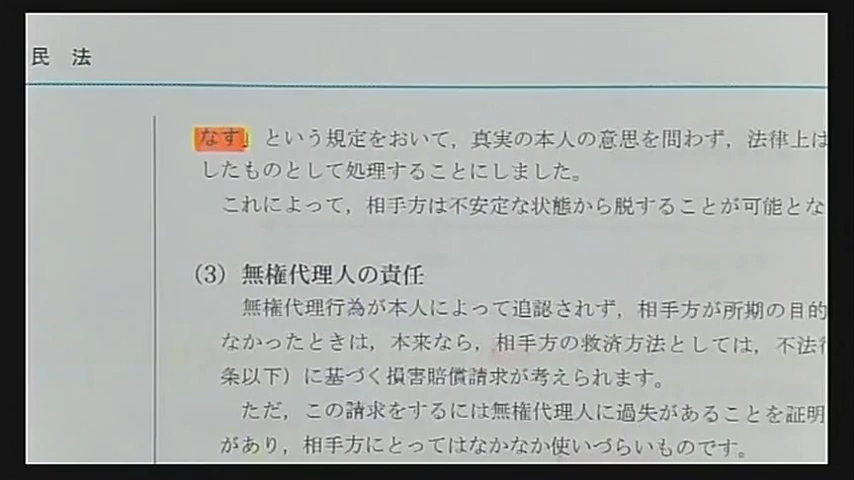 民 法
なす」という規定をおいて，真実の本人の意思を問わず，法律上は
したものとして処理することにしました。
これによって，相手方は不安定な状態から脱することが可能とな
(3) 無権代理人の責任
無権代理行為が本人によって追認されず，相手方が所期の目的
なかったときは，本来なら，相手方の救済方法としては，不法行
条以下）に基づく損害賠償請求が考えられます。
ただ，この請求をするには無権代理人に過失があることを証明
があり，相手方にとってはなかなか使いづらいものです。